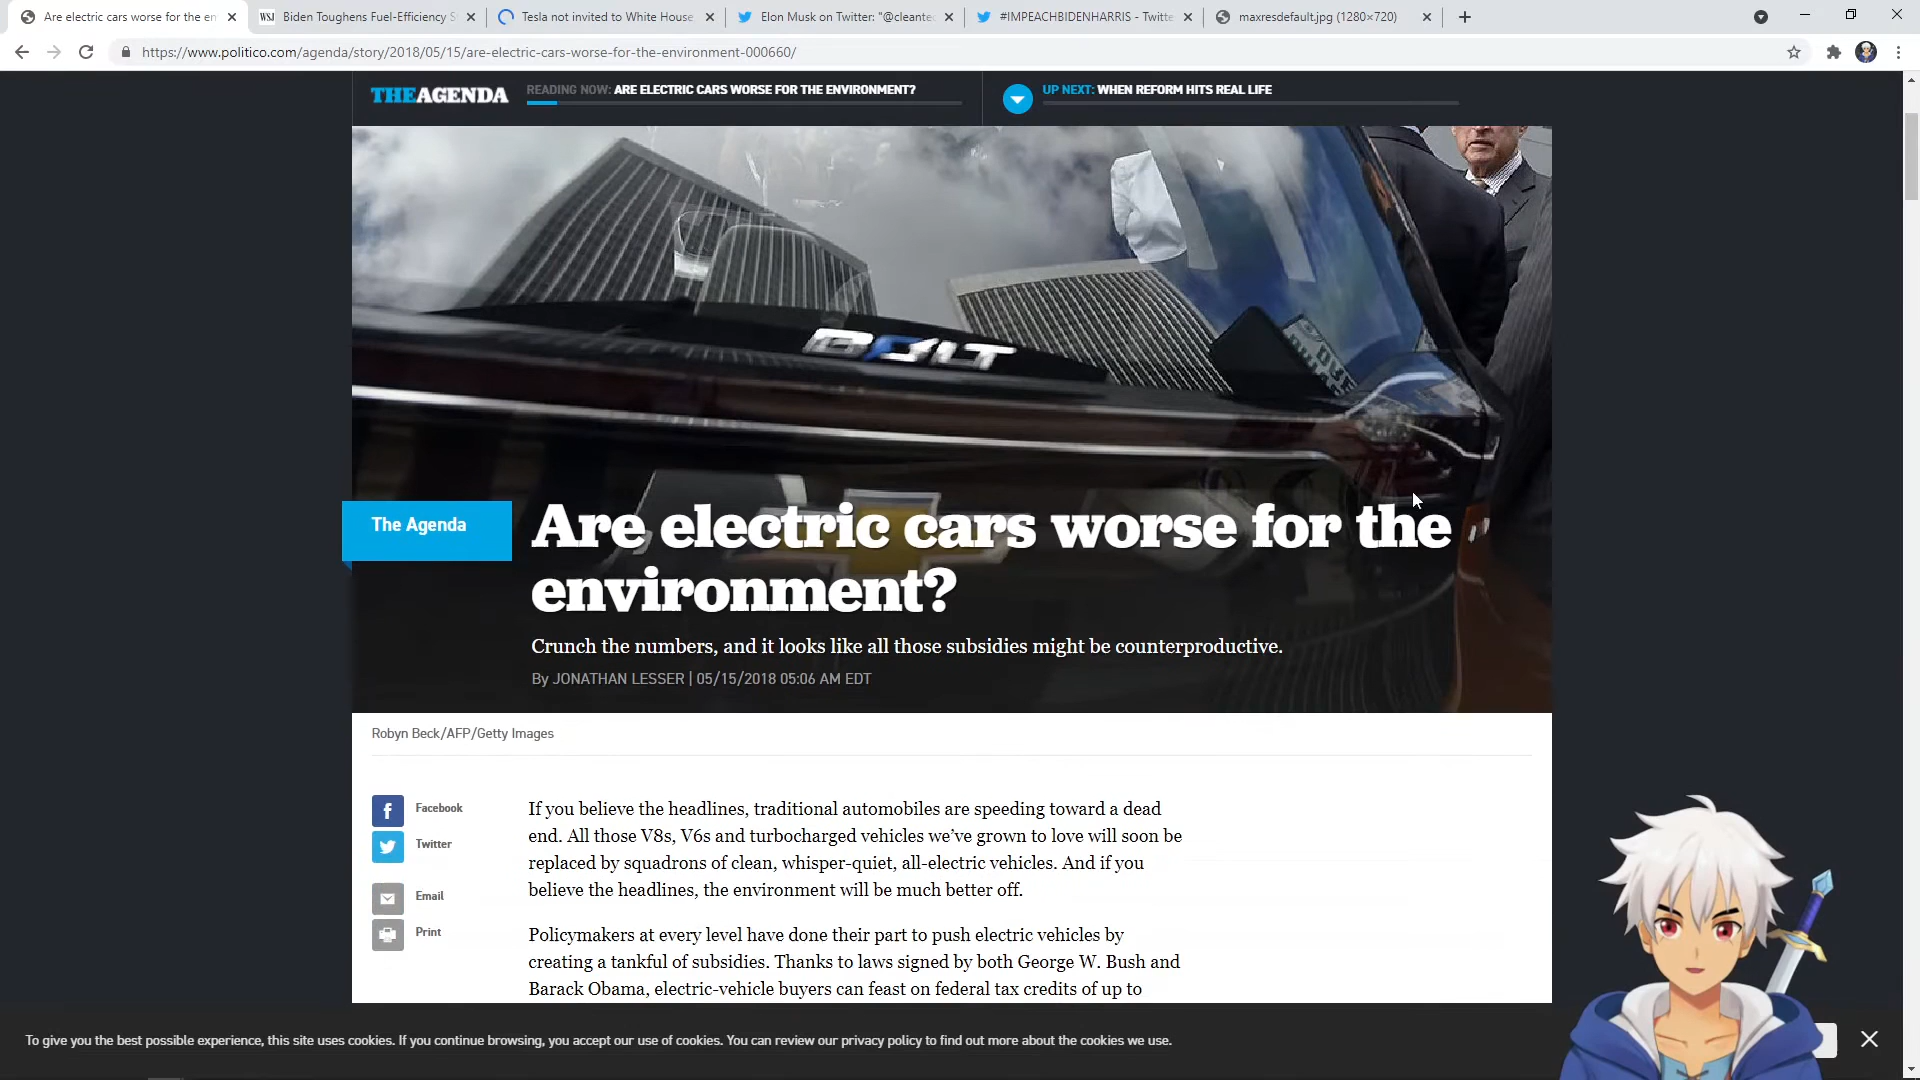 Are electric cars worse for the en
WSJ Biden Toughens Fuel-Efficiency S
Tesla not invited to White House
Elon Musk on Twitter: "@cleantec
#IMPEACHBIDENHARRIS - Twitte
maxresdefault.jpg (1280×720)
https://www.politico.com/agenda/story/2018/05/15/are-electric-cars-worse-for-the-environment-000660/
THEAGENDA
READING NOW: ARE ELECTRIC CARS WORSE FOR THE ENVIRONMENT?
UP NEXT: WHEN REFORM HITS REAL LIFE
BOLT
The Agenda
Are electric cars worse for the
environment?
Crunch the numbers, and it looks like all those subsidies might be counterproductive.
By JONATHAN LESSER | 05/15/2018 05:06 AM EDT
Robyn Beck/AFP/Getty Images
Facebook
Twitter
Email
Print
If you believe the headlines, traditional automobiles are speeding toward a dead
end. All those V8s, V6s and turbocharged vehicles we've grown to love will soon be
replaced by squadrons of clean, whisper-quiet, all-electric vehicles. And if you
believe the headlines, the environment will be much better off.
Policymakers at every level have done their part to push electric vehicles by
creating a tankful of subsidies. Thanks to laws signed by both George W. Bush and
Barack Obama, electric-vehicle buyers can feast on federal tax credits of up to
To give you the best possible experience, this site uses cookies. If you continue browsing, you accept our use of cookies. You can review our privacy policy to find out more about the cookies we use.